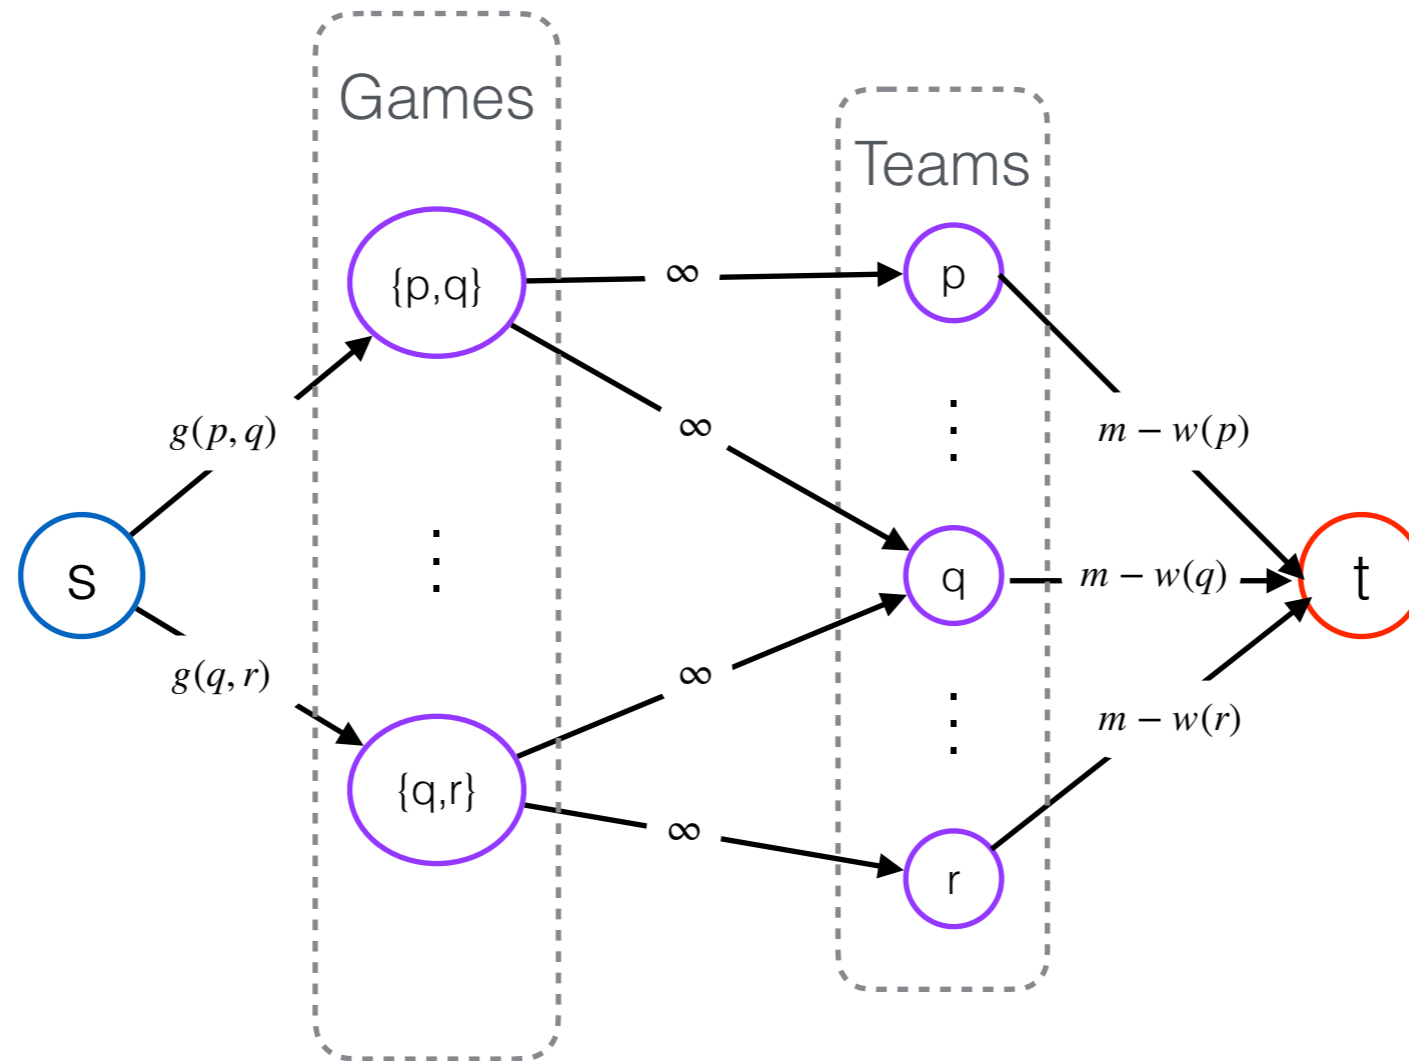 Games
Teams
{p,q}
∞
p
g(p, q)
∞
m − w(p)
s
q
m − w(q)
t
g(q, r)
∞
m − w(r)
{q,r}
∞
r